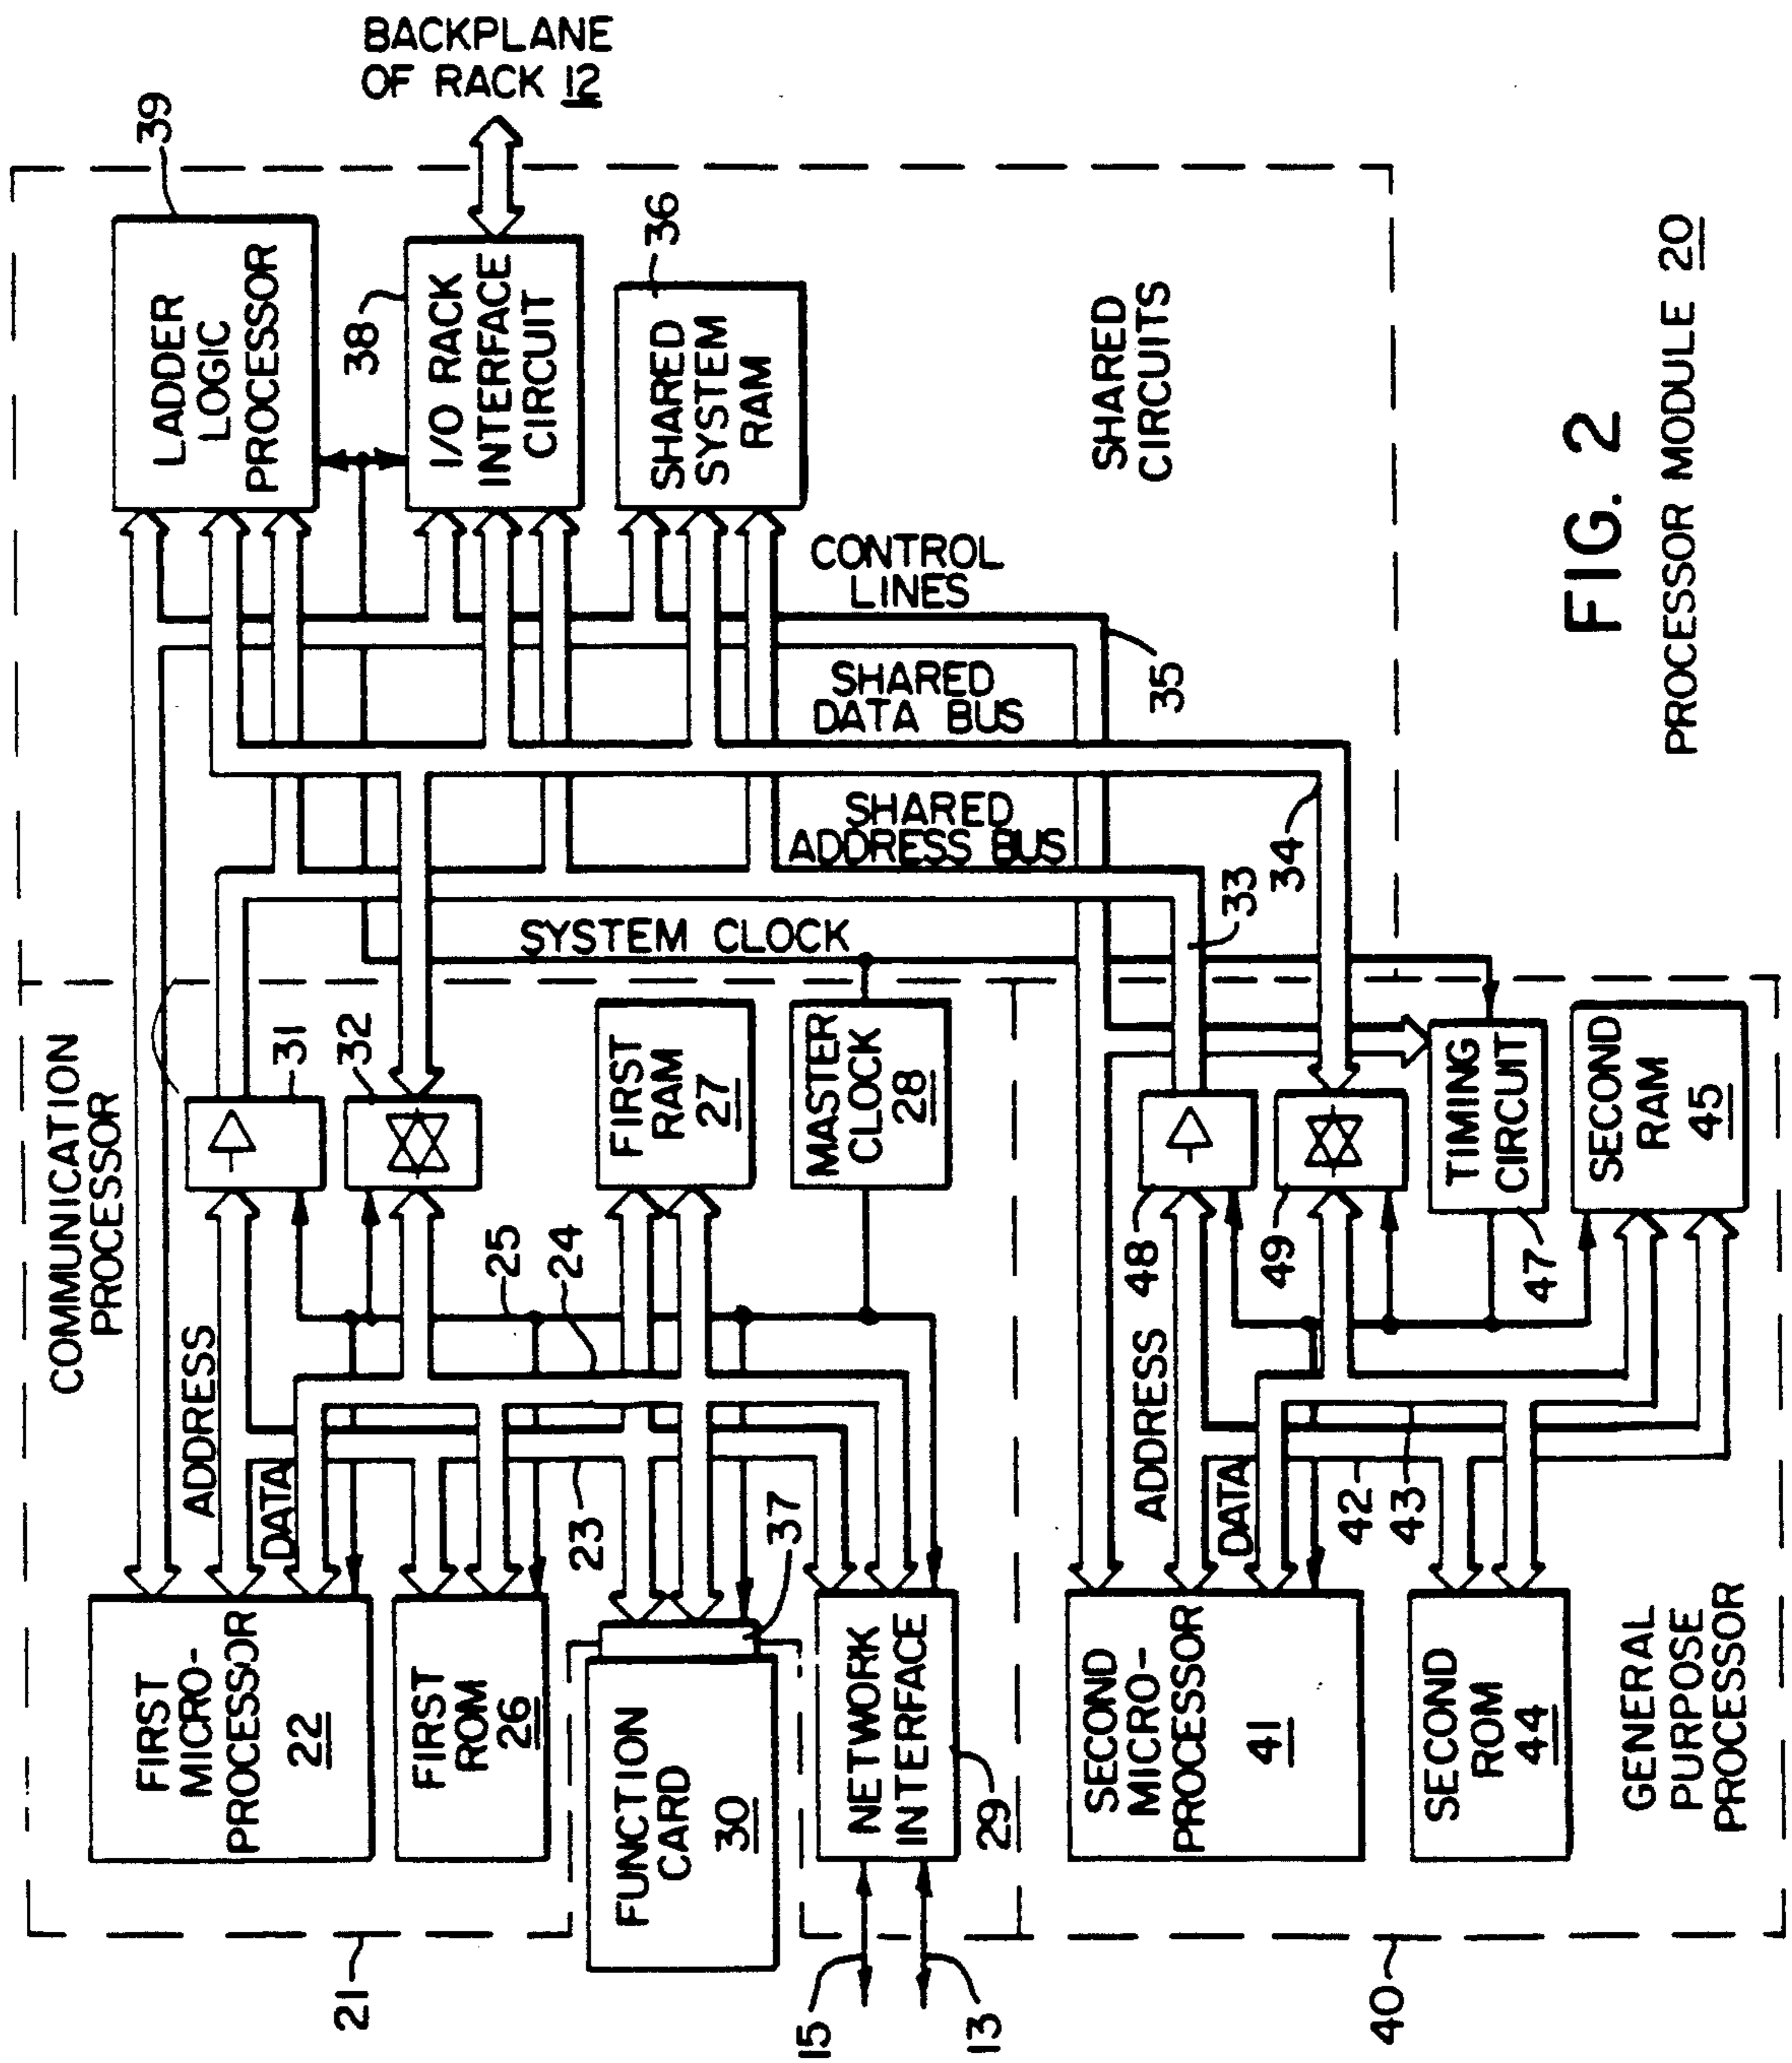 BACKPLANE
OF RACK 12
39
LADDER
LOGIC
PROCESSOR
38
I/O RACK
INTERFACE
CIRCUIT
36
SHARED
SYSTEM
RAM
SHARED
CIRCUITS
CONTROL
LINES
35
SHARED
DATA BUS
SHARED
ADDRESS BUS
34
33
SYSTEM CLOCK
COMMUNICATION
PROCESSOR
31
32
FIRST
RAM
27
MASTER
CLOCK
28
25
24
ADDRESS
DATA
23
37
FIRST
MICRO-
PROCESSOR
22
FIRST
ROM
26
FUNCTION
CARD
30
NETWORK
INTERFACE
29
21
15
13
48
49
TIMING
CIRCUIT
47
SECOND
RAM
45
ADDRESS
DATA
42
43
SECOND
MICRO-
PROCESSOR
41
SECOND
ROM
44
GENERAL
PURPOSE
PROCESSOR
40
FIG. 2
PROCESSOR MODULE 20